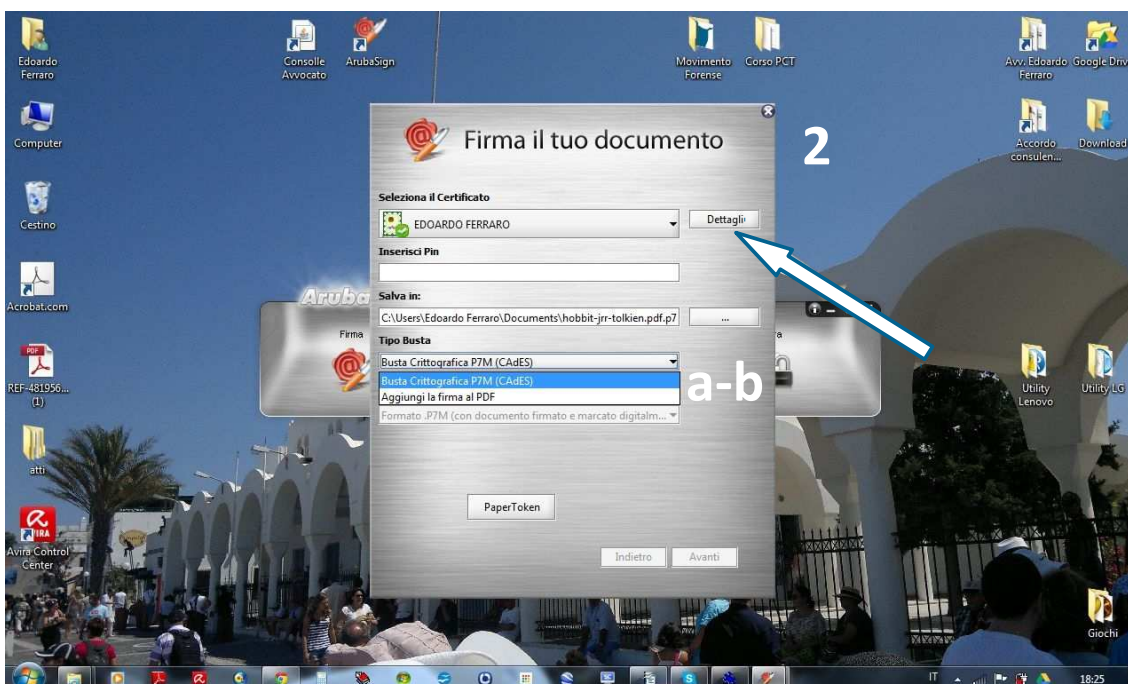 Edoardo
Ferraro
Consolle
Avvocato
ArubaSign
Movimento
Forense
Corso PCT
Avv. Edoardo
Ferraro
Google Driv
Computer
Accordo
consulen...
Download
Cestino
Acrobat.com
REF-481956...
(1)
atti
AVIRA
Avira Control
Center
Utility
Lenovo
Utility LG
Giochi
Aruba
Firma
Firma il tuo documento
2
Seleziona il Certificato
EDOARDO FERRARO
Dettagli
Inserisci Pin
Salva in:
C:\Users\Edoardo Ferraro\Documents\hobbit-jrr-tolkien.pdf.p7
...
Tipo Busta
Busta Crittografica P7M (CAdES)
Busta Crittografica P7M (CAdES)
Aggiungi la firma al PDF
a-b
Formato .P7M (con documento firmato e marcato digitalm...
PaperToken
Indietro
Avanti
IT
18:25